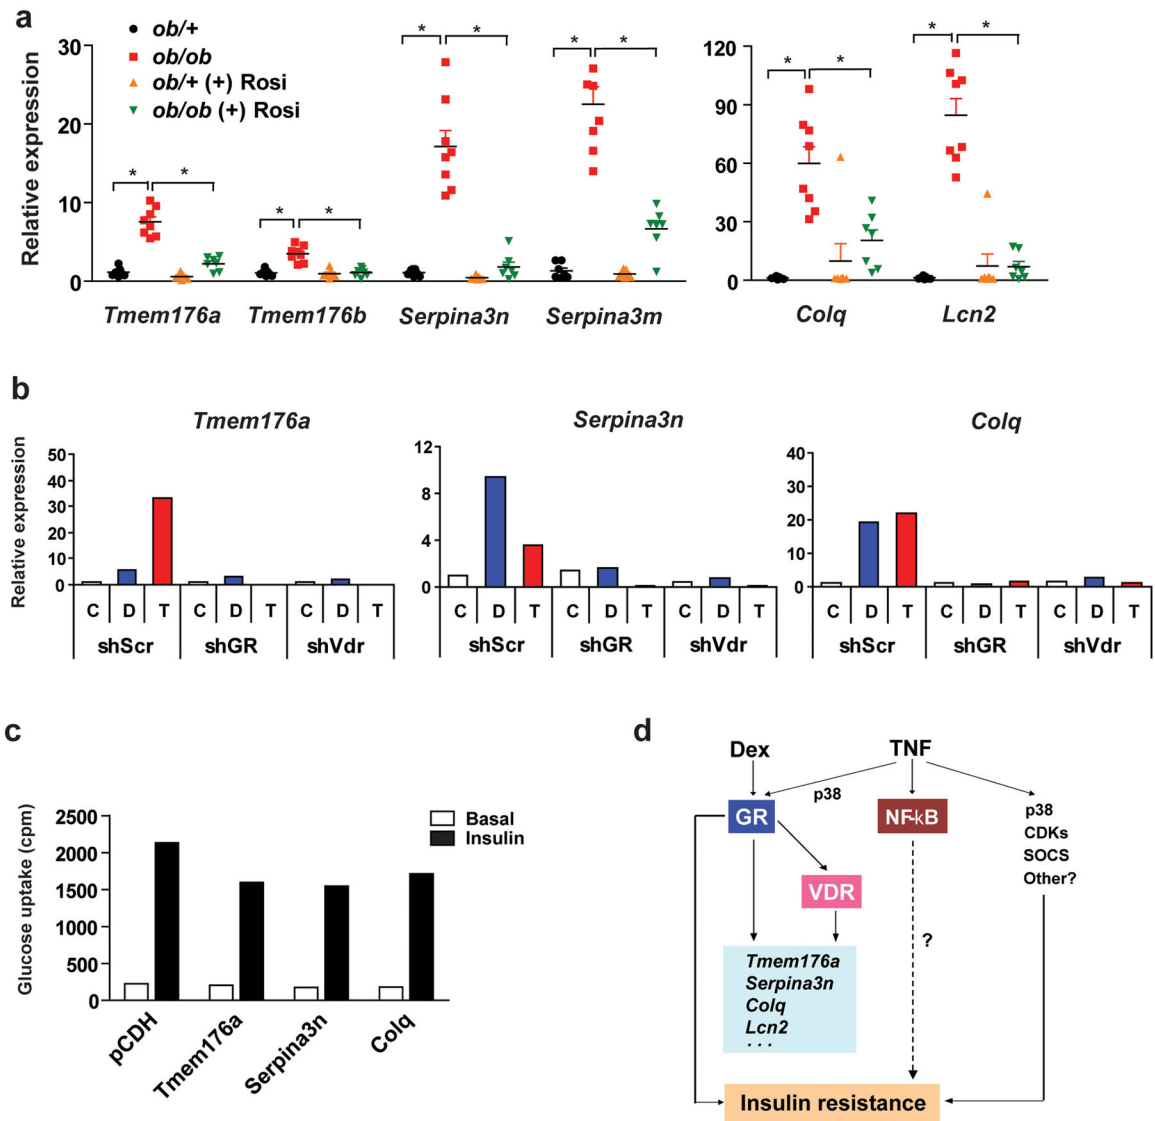 a
ob/+
ob/ob
ob/+ (+) Rosi
ob/ob (+) Rosi
Relative expression
30
20
10
0
* * * * * * * *
Tmem176a Tmem176b Serpina3n Serpina3m
120
90
60
30
0
* * * *
Colq Lcn2
b
Tmem176a
Relative expression
50
40
30
20
10
0
C D T C D T C D T
shScr shGR shVdr
Serpina3n
12
8
4
0
C D T C D T C D T
shScr shGR shVdr
Colq
40
30
20
10
0
C D T C D T C D T
shScr shGR shVdr
c
Glucose uptake (cpm)
2500
2000
1500
1000
500
0
Basal
Insulin
pCDH Tmem176a Serpina3n Colq
d
Dex TNF
p38
GR NF-kB
p38
CDKs
SOCS
Other?
VDR
?
Tmem176a
Serpina3n
Colq
Lcn2
. . .
Insulin resistance